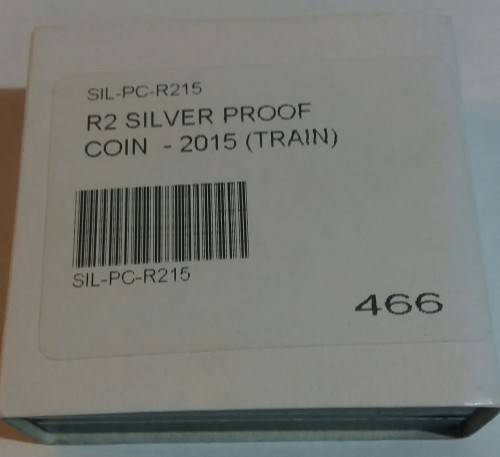 SIL-PC-R215
R2 SILVER PROOF
COIN - 2015 (TRAIN)
SIL-PC-R215
466